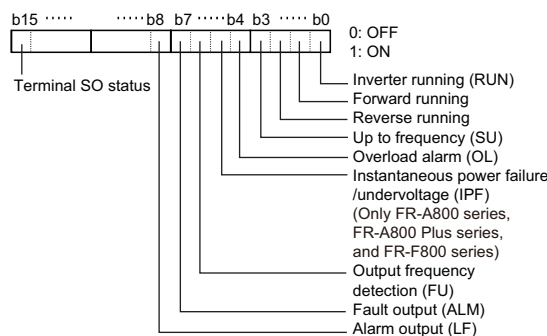 b15 ····· ····· b8 b7 ····· b4 b3 ····· b0
0: OFF
1: ON
Terminal SO status
Inverter running (RUN)
Forward running
Reverse running
Up to frequency (SU)
Overload alarm (OL)
Instantaneous power failure
/undervoltage (IPF)
(Only FR-A800 series,
FR-A800 Plus series,
and FR-F800 series)
Output frequency
detection (FU)
Fault output (ALM)
Alarm output (LF)